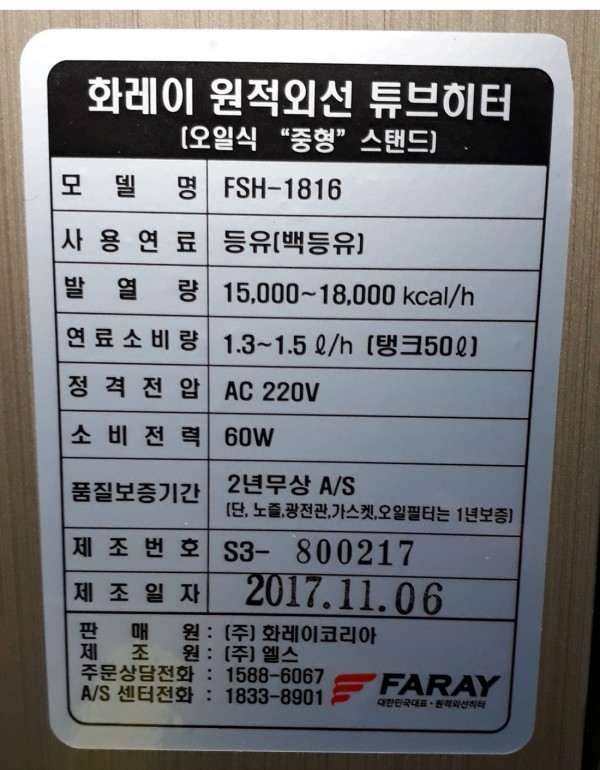 화레이 원적외선 튜브히터
(오일식 "중형" 스탠드)
모델명 FSH-1816
사용연료 등유(백등유)
발열량 15,000~18,000 kcal/h
연료소비량 1.3~1.5 ℓ/h (탱크50ℓ)
정격전압 AC 220V
소비전력 60W
품질보증기간 2년무상 A/S
(단, 노즐,광전관,가스켓,오일필터는 1년보증)
제조번호 S3- 800217
제조일자 2017.11.06
판매원 : (주) 화레이코리아
제조원 : (주) 엘스
주문상담전화 : 1588-6067
A/S 센터전화 : 1833-8901
FARAY
대한민국대표·원적외선히터